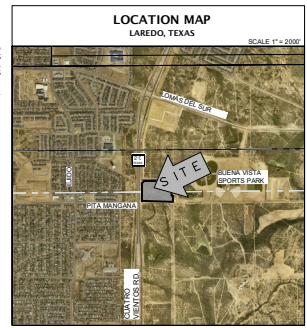 LOCATION MAP
LAREDO, TEXAS
SCALE 1" = 2000'
LOMAS DEL SUR
SITE
BUENA VISTA
SPORTS PARK
PITA MANGANA
CUATRO
VIENTOS RD.